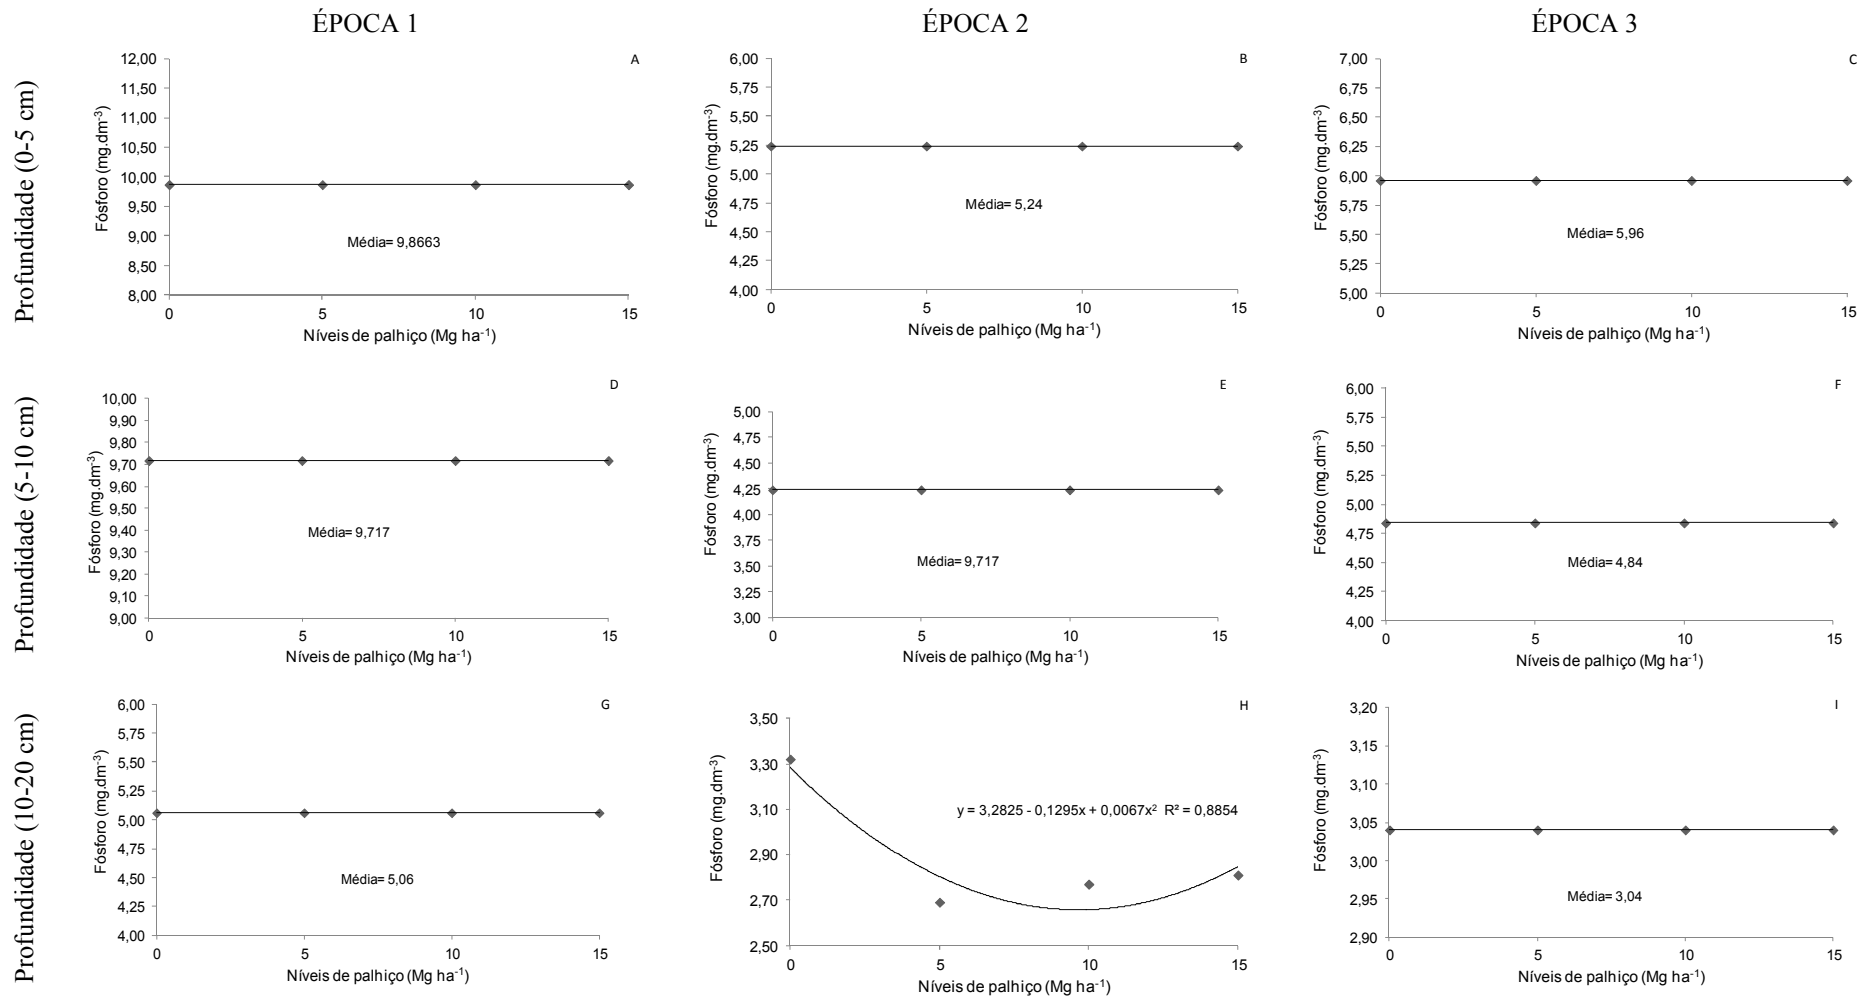 ÉPOCA 1
ÉPOCA 2
ÉPOCA 3
Profundidade (0-5 cm)
A
Fósforo (mg.dm-3)
12,00
11,50
11,00
10,50
10,00
9,50
9,00
8,50
8,00
Média= 9,8663
0 5 10 15
Níveis de palhiço (Mg ha-1)
B
Fósforo (mg.dm-3)
6,00
5,75
5,50
5,25
5,00
4,75
4,50
4,25
4,00
Média= 5,24
0 5 10 15
Níveis de palhiço (Mg ha-1)
C
Fósforo (mg.dm-3)
7,00
6,75
6,50
6,25
6,00
5,75
5,50
5,25
5,00
Média= 5,96
0 5 10 15
Níveis de palhiço (Mg ha-1)
Profundidade (5-10 cm)
D
Fósforo (mg.dm-3)
10,00
9,90
9,80
9,70
9,60
9,50
9,40
9,30
9,20
9,10
9,00
Média= 9,717
0 5 10 15
Níveis de palhiço (Mg ha-1)
E
Fósforo (mg.dm-3)
5,00
4,75
4,50
4,25
4,00
3,75
3,50
3,25
3,00
Média= 9,717
0 5 10 15
Níveis de palhiço (Mg ha-1)
F
Fósforo (mg.dm-3)
6,00
5,75
5,50
5,25
5,00
4,75
4,50
4,25
4,00
Média= 4,84
0 5 10 15
Níveis de palhiço (Mg ha-1)
Profundidade (10-20 cm)
G
Fósforo (mg.dm-3)
6,00
5,75
5,50
5,25
5,00
4,75
4,50
4,25
4,00
Média= 5,06
0 5 10 15
Níveis de palhiço (Mg ha-1)
H
Fósforo (mg.dm-3)
3,50
3,30
3,10
2,90
2,70
2,50
y = 3,2825 - 0,1295x + 0,0067x² R² = 0,8854
0 5 10 15
Níveis de palhiço (Mg ha-1)
I
Fósforo (mg.dm-3)
3,20
3,15
3,10
3,05
3,00
2,95
2,90
Média= 3,04
0 5 10 15
Níveis de palhiço (Mg ha-1)